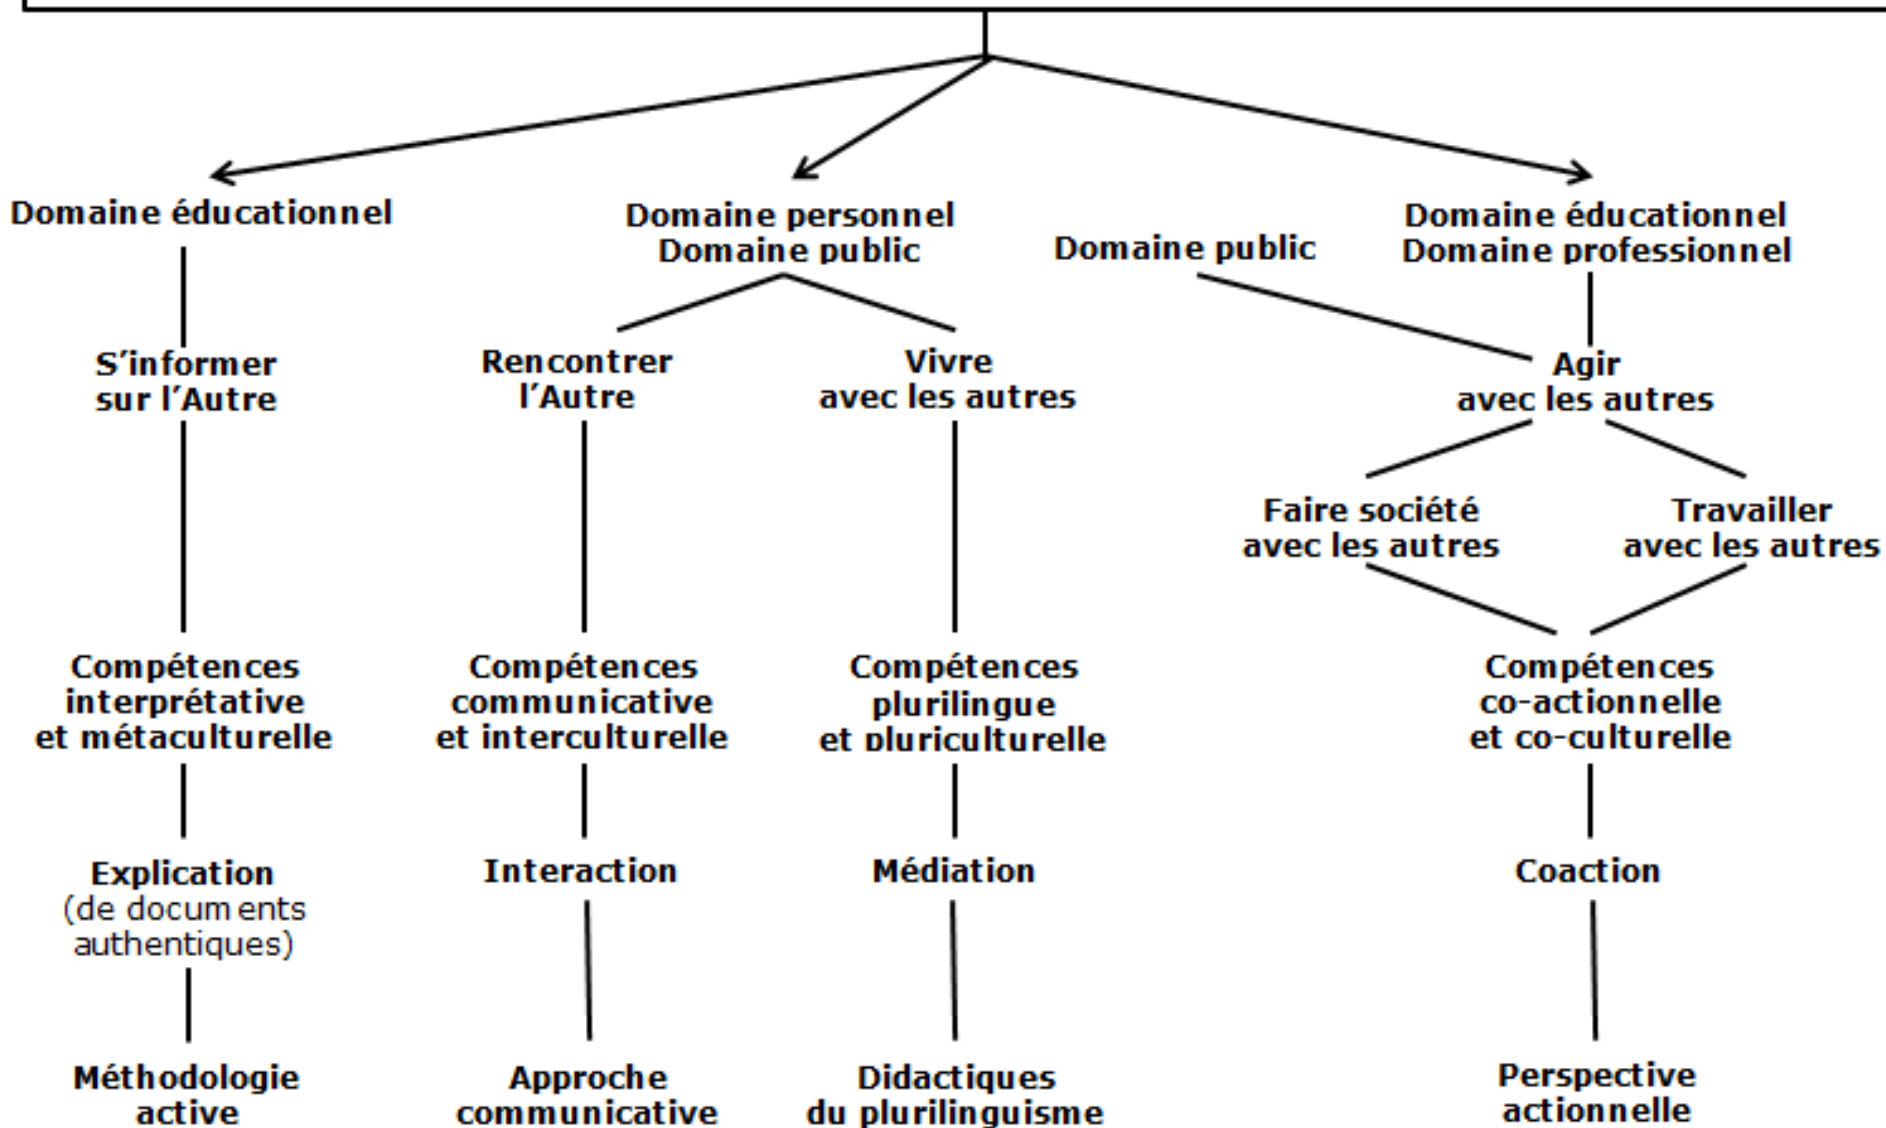 Domaine éducationnel
Domaine personnel
Domaine public
Domaine public
Domaine éducationnel
Domaine professionnel
S’informer
sur l’Autre
Rencontrer
l’Autre
Vivre
avec les autres
Agir
avec les autres
Faire société
avec les autres
Travailler
avec les autres
Compétences
interprétative
et métaculturelle
Compétences
communicative
et interculturelle
Compétences
plurilingue
et pluriculturelle
Compétences
co-actionnelle
et co-culturelle
Explication
(de documents
authentiques)
Interaction
Médiation
Coaction
Méthodologie
active
Approche
communicative
Didactiques
du plurilinguisme
Perspective
actionnelle